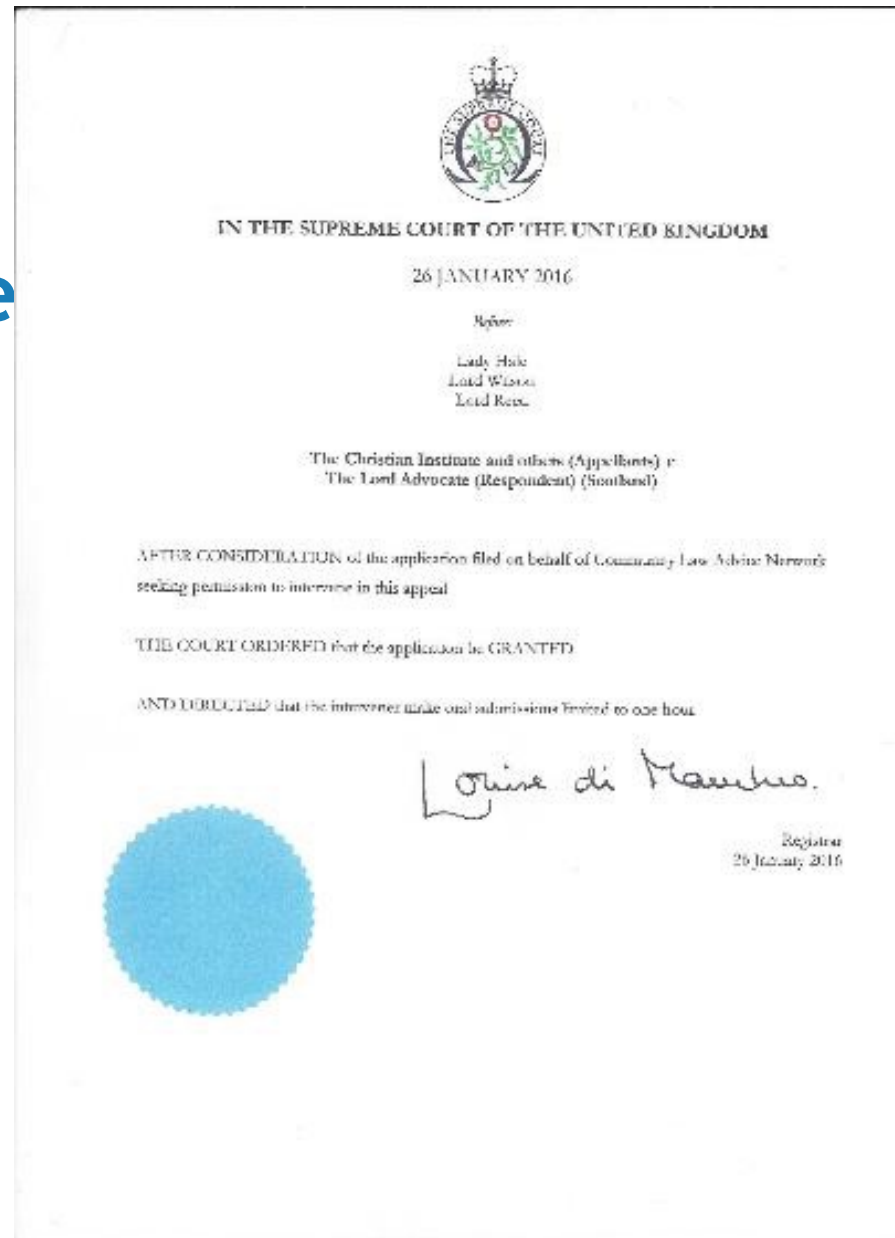 e
THE SUPREME COURT
IN THE SUPREME COURT OF THE UNITED KINGDOM
26 JANUARY 2016
Before
Lady Hale
Lord Wilson
Lord Reed
The Christian Institute and others (Appellants) v
The Lord Advocate (Respondent) (Scotland)
AFTER CONSIDERATION of the application filed on behalf of Community Law Advice Network
seeking permission to intervene in this appeal
THE COURT ORDERED that the application be GRANTED
AND DIRECTED that the intervener make oral submissions limited to one hour
Louise di Mambro.
Registrar
26 January 2016